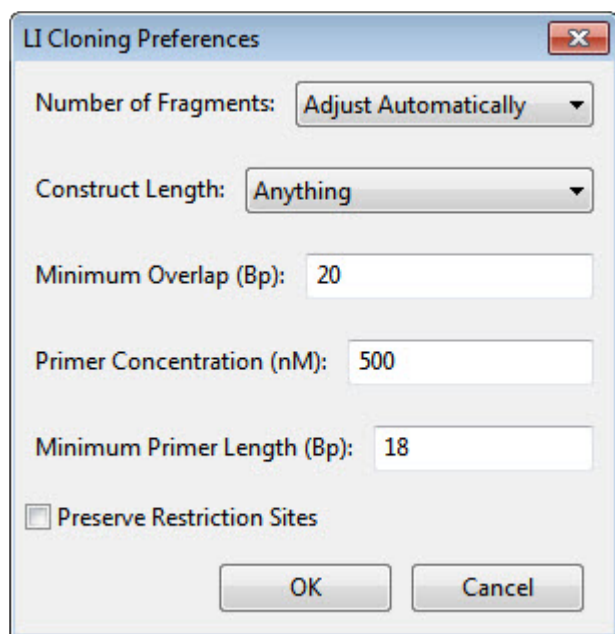 LI Cloning Preferences
Number of Fragments: Adjust Automatically
Construct Length: Anything
Minimum Overlap (Bp): 20
Primer Concentration (nM): 500
Minimum Primer Length (Bp): 18
Preserve Restriction Sites
OK Cancel